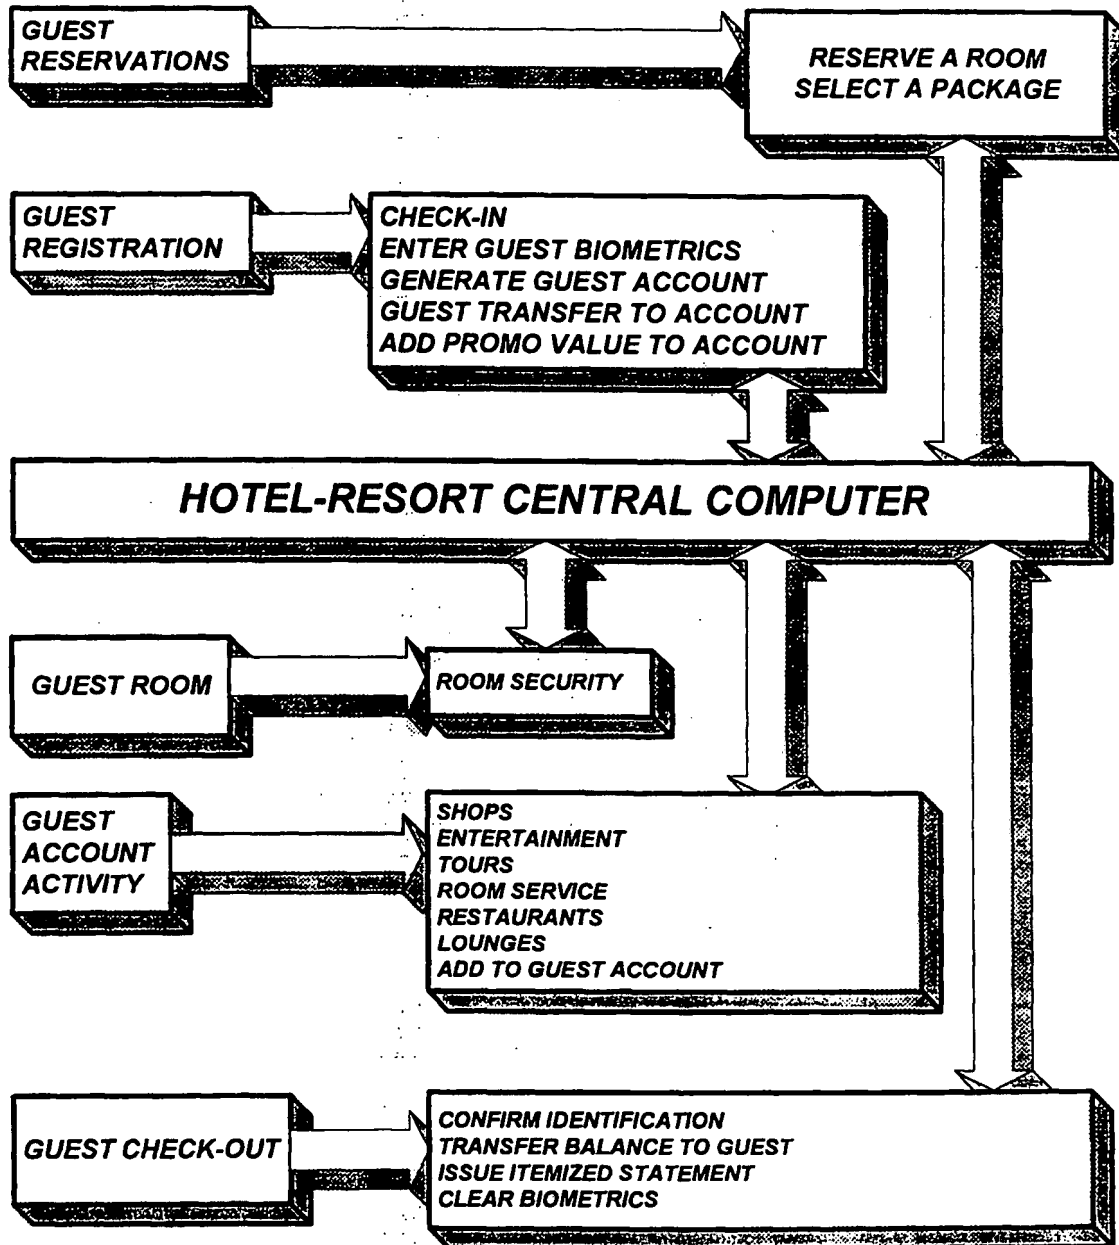 GUEST
RESERVATIONS
RESERVE A ROOM
SELECT A PACKAGE
GUEST
REGISTRATION
CHECK-IN
ENTER GUEST BIOMETRICS
GENERATE GUEST ACCOUNT
GUEST TRANSFER TO ACCOUNT
ADD PROMO VALUE TO ACCOUNT
HOTEL-RESORT CENTRAL COMPUTER
GUEST ROOM
ROOM SECURITY
GUEST
ACCOUNT
ACTIVITY
SHOPS
ENTERTAINMENT
TOURS
ROOM SERVICE
RESTAURANTS
LOUNGES
ADD TO GUEST ACCOUNT
GUEST CHECK-OUT
CONFIRM IDENTIFICATION
TRANSFER BALANCE TO GUEST
ISSUE ITEMIZED STATEMENT
CLEAR BIOMETRICS